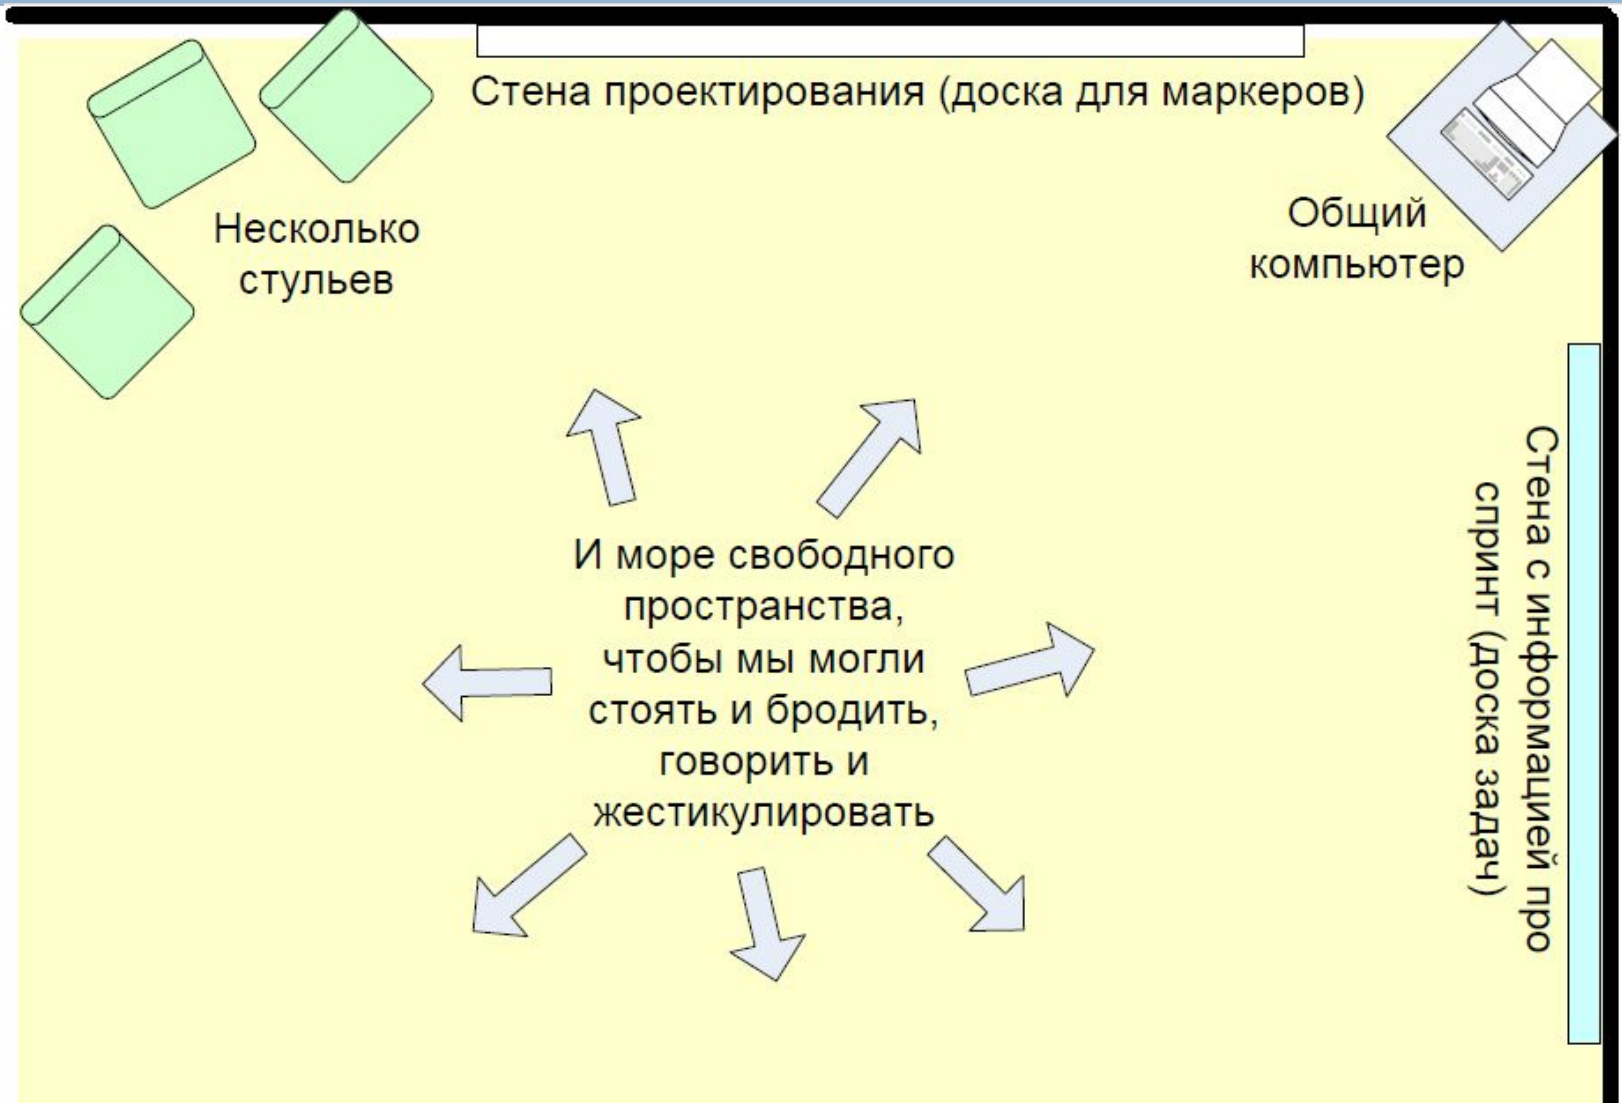 Стена проектирования (доска для маркеров)
Несколько
стульев
Общий
компьютер
И море свободного
пространства,
чтобы мы могли
стоять и бродить,
говорить и
жестикулировать
Стена с информацией про
спринт (доска задач)